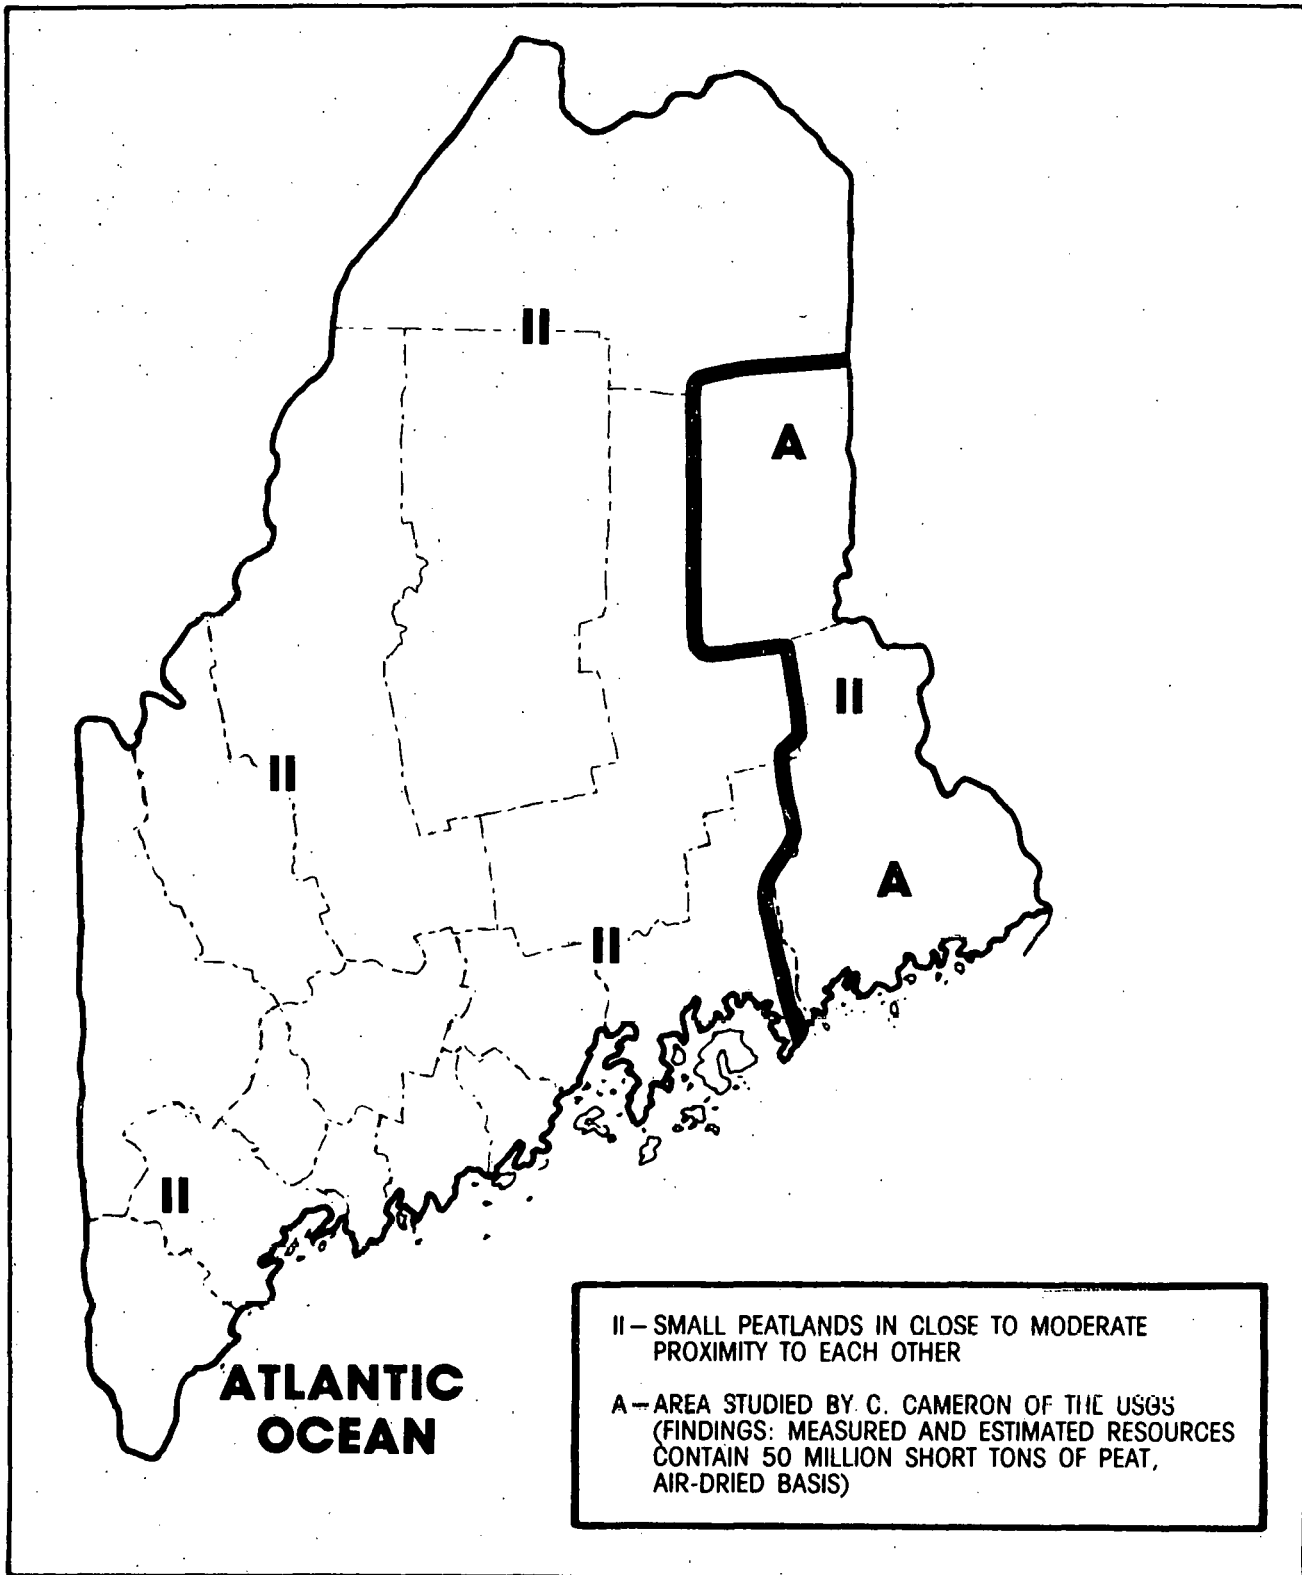 II
A
II
II
A
II
II
ATLANTIC
OCEAN
II – SMALL PEATLANDS IN CLOSE TO MODERATE
PROXIMITY TO EACH OTHER
A – AREA STUDIED BY C. CAMERON OF THE USGS
(FINDINGS: MEASURED AND ESTIMATED RESOURCES
CONTAIN 50 MILLION SHORT TONS OF PEAT,
AIR-DRIED BASIS)